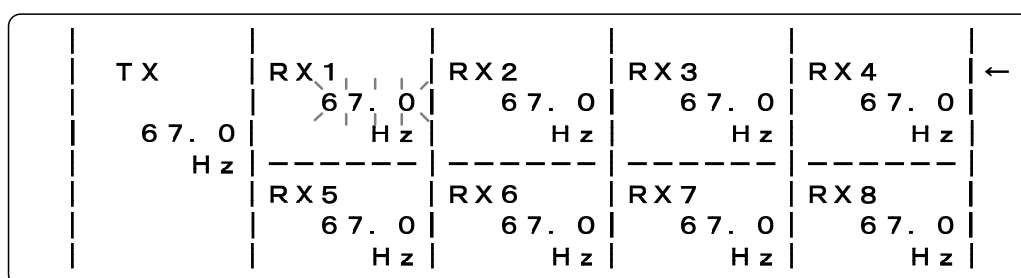 TX RX1 RX2 RX3 RX4 ←
67. 0 67. 0 67. 0 67. 0
67. 0 Hz Hz Hz Hz
Hz
RX5 RX6 RX7 RX8
67. 0 67. 0 67. 0 67. 0
Hz Hz Hz Hz